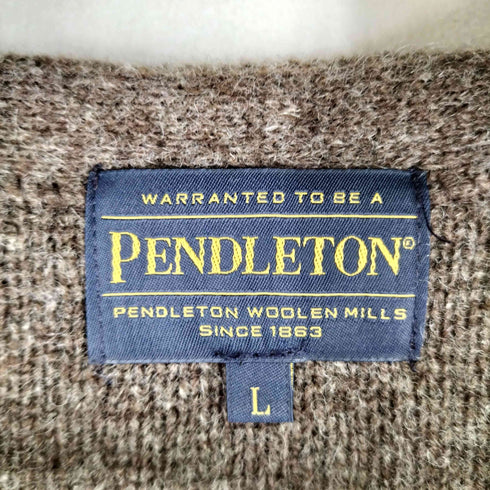 WARRANTED TO BE A
PENDLETON®
PENDLETON WOOLEN MILLS
SINCE 1863
L